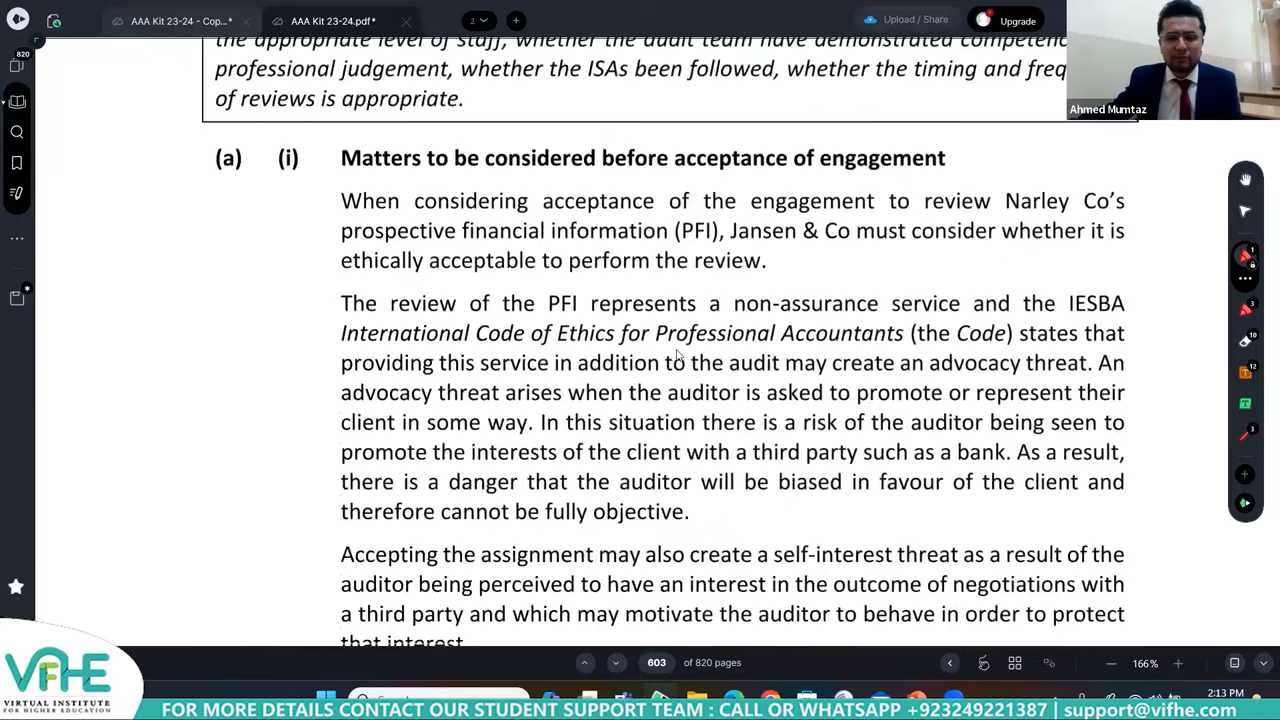 AAA Kit 23-24 - Cop...*
AAA Kit 23-24.pdf*
2
Upload / Share
Upgrade
820
the appropriate level of staff, whether the audit team have demonstrated competenc
professional judgement, whether the ISAs been followed, whether the timing and freq
of reviews is appropriate.
Ahmed Mumtaz
(a) (i) Matters to be considered before acceptance of engagement
When considering acceptance of the engagement to review Narley Co's
prospective financial information (PFI), Jansen & Co must consider whether it is
ethically acceptable to perform the review.
The review of the PFI represents a non-assurance service and the IESBA
International Code of Ethics for Professional Accountants (the Code) states that
providing this service in addition to the audit may create an advocacy threat. An
advocacy threat arises when the auditor is asked to promote or represent their
client in some way. In this situation there is a risk of the auditor being seen to
promote the interests of the client with a third party such as a bank. As a result,
there is a danger that the auditor will be biased in favour of the client and
therefore cannot be fully objective.
Accepting the assignment may also create a self-interest threat as a result of the
auditor being perceived to have an interest in the outcome of negotiations with
a third party and which may motivate the auditor to behave in order to protect
that interest.
1
3
10
12
T
3
603 of 820 pages
166%
2:13 PM
VFHE
VIRTUAL INSTITUTE
FOR HIGHER EDUCATION
FOR MORE DETAILS CONTACT OUR STUDENT SUPPORT TEAM : CALL OR WHATSAPP +923249221387 | support@vifhe.com